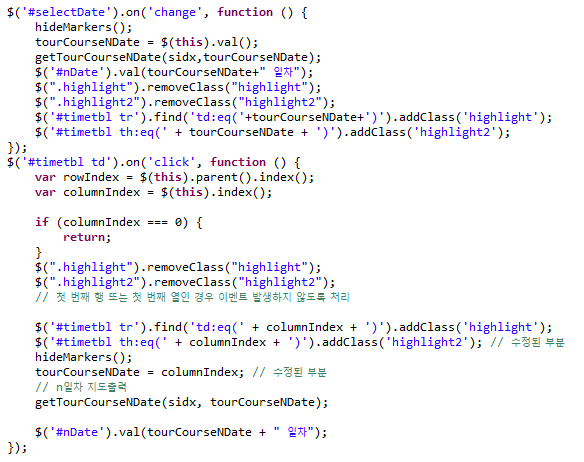 $('#selectDate').on('change', function () {
    hideMarkers();
    tourCourseNDate = $(this).val();
    getTourCourseNDate(sidx,tourCourseNDate);
    $('#nDate').val(tourCourseNDate+" 일차");
    $(".highlight").removeClass("highlight");
    $(".highlight2").removeClass("highlight2");
    $('#timetbl tr').find('td:eq('+tourCourseNDate+')').addClass('highlight');
    $('#timetbl th:eq(' + tourCourseNDate + ')').addClass('highlight2');
});
$('#timetbl td').on('click', function () {
    var rowIndex = $(this).parent().index();
    var columnIndex = $(this).index();
    if (columnIndex === 0) {
        return;
    }
    $(".highlight").removeClass("highlight");
    $(".highlight2").removeClass("highlight2");
    // 첫 번째 행 또는 첫 번째 열인 경우 이벤트 발생하지 않도록 처리
    $('#timetbl tr').find('td:eq(' + columnIndex + ')').addClass('highlight');
    $('#timetbl th:eq(' + columnIndex + ')').addClass('highlight2'); // 수정된 부분
    hideMarkers();
    tourCourseNDate = columnIndex; // 수정된 부분
    // n일차 지도출력
    getTourCourseNDate(sidx, tourCourseNDate);
    $('#nDate').val(tourCourseNDate + " 일차");
});